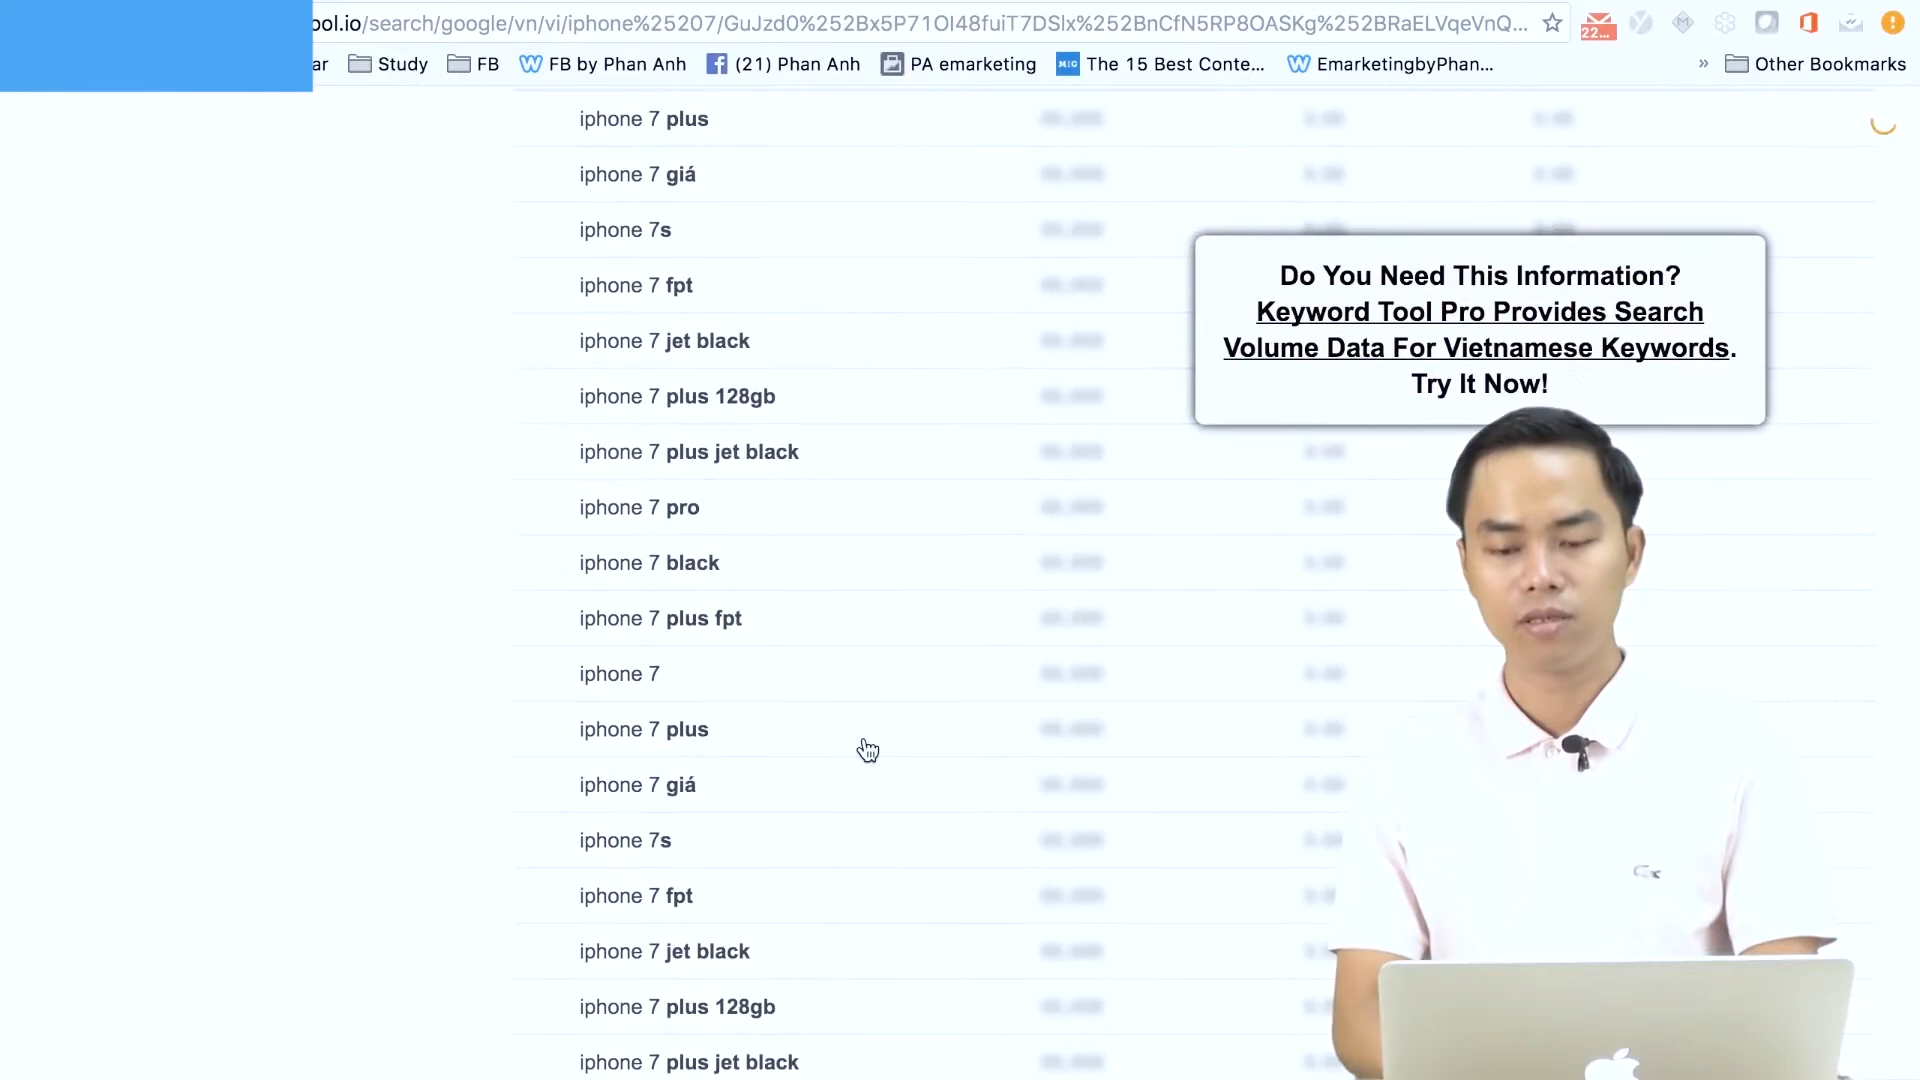 ool.io/search/google/vn/vi/iphone%25207/GuJzd0%252Bx5P71OI48fuiT7DSlx%252BnCfN5RP8OASKg%252BRaELVqeVnQ...
22...
ar Study FB FB by Phan Anh (21) Phan Anh PA emarketing The 15 Best Conte... EmarketingbyPhan... » Other Bookmarks
iphone 7 plus
iphone 7 giá
iphone 7s
iphone 7 fpt
iphone 7 jet black
iphone 7 plus 128gb
iphone 7 plus jet black
iphone 7 pro
iphone 7 black
iphone 7 plus fpt
iphone 7
iphone 7 plus
iphone 7 giá
iphone 7s
iphone 7 fpt
iphone 7 jet black
iphone 7 plus 128gb
iphone 7 plus jet black
Do You Need This Information?
Keyword Tool Pro Provides Search
Volume Data For Vietnamese Keywords.
Try It Now!